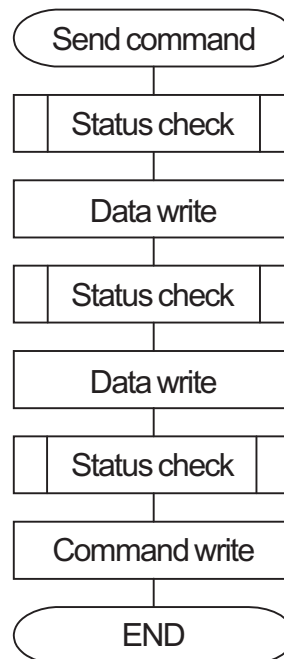 Send command
Status check
Data write
Status check
Data write
Status check
Command write
END